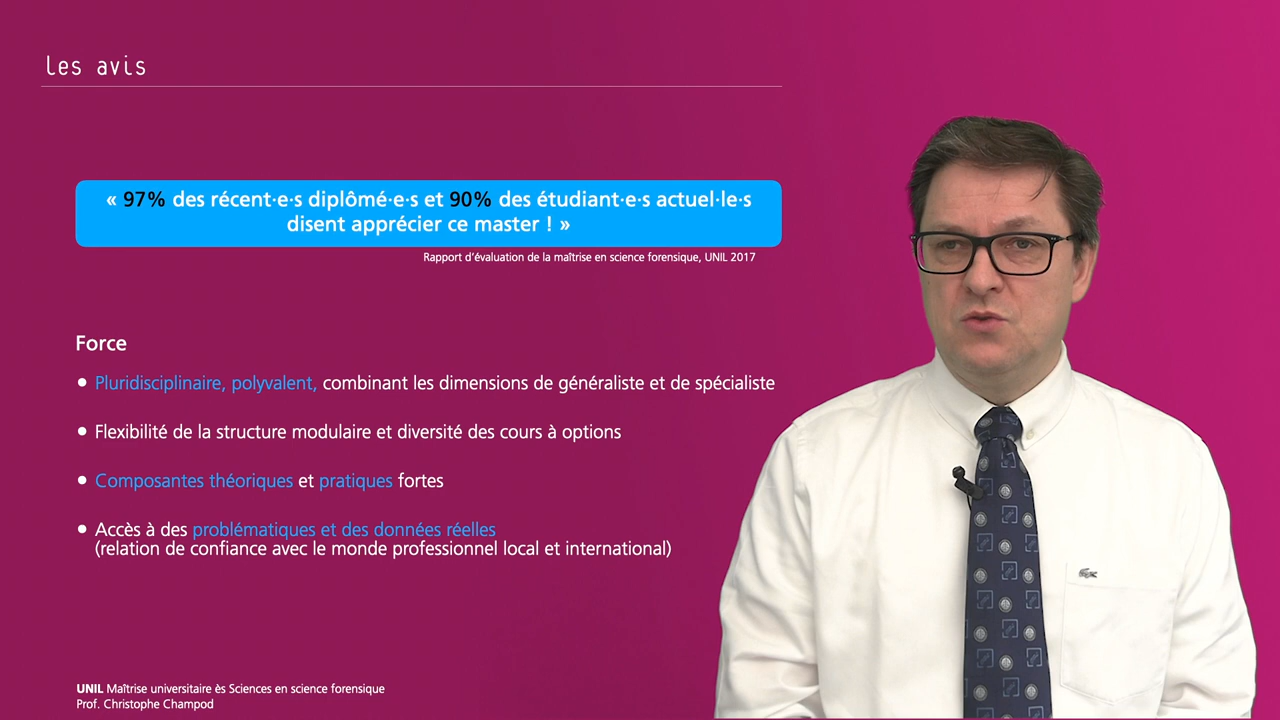 les avis
« 97% des récent·e·s diplômé·e·s et 90% des étudiant·e·s actuel·le·s
disent apprécier ce master ! »
Rapport d'évaluation de la maîtrise en science forensique, UNIL 2017
Force
• Pluridisciplinaire, polyvalent, combinant les dimensions de généraliste et de spécialiste
• Flexibilité de la structure modulaire et diversité des cours à options
• Composantes théoriques et pratiques fortes
• Accès à des problématiques et des données réelles
(relation de confiance avec le monde professionnel local et international)
UNIL Maîtrise universitaire ès Sciences en science forensique
Prof. Christophe Champod